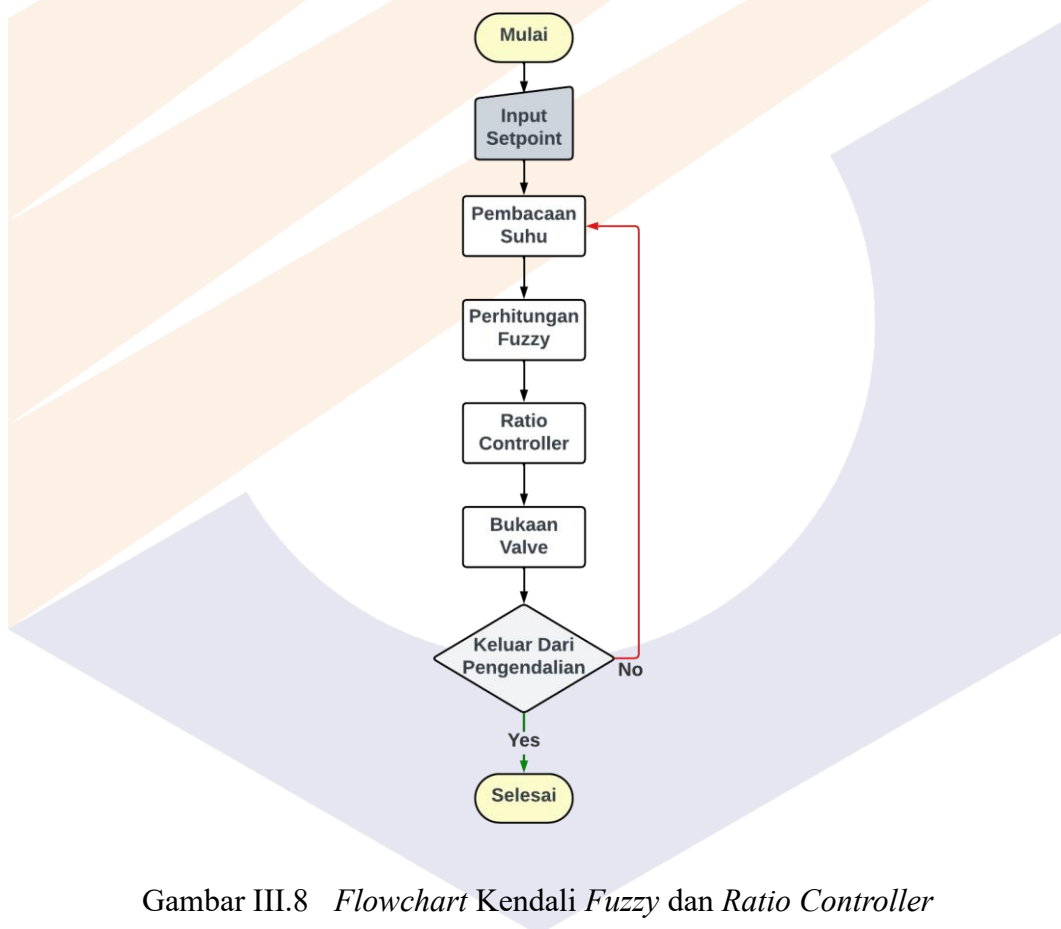 Mulai
Input
Setpoint
Pembacaan
Suhu
Perhitungan
Fuzzy
Ratio
Controller
Bukaan
Valve
Keluar Dari
Pengendalian
No
Yes
Selesai
Gambar III.8 Flowchart Kendali Fuzzy dan Ratio Controller